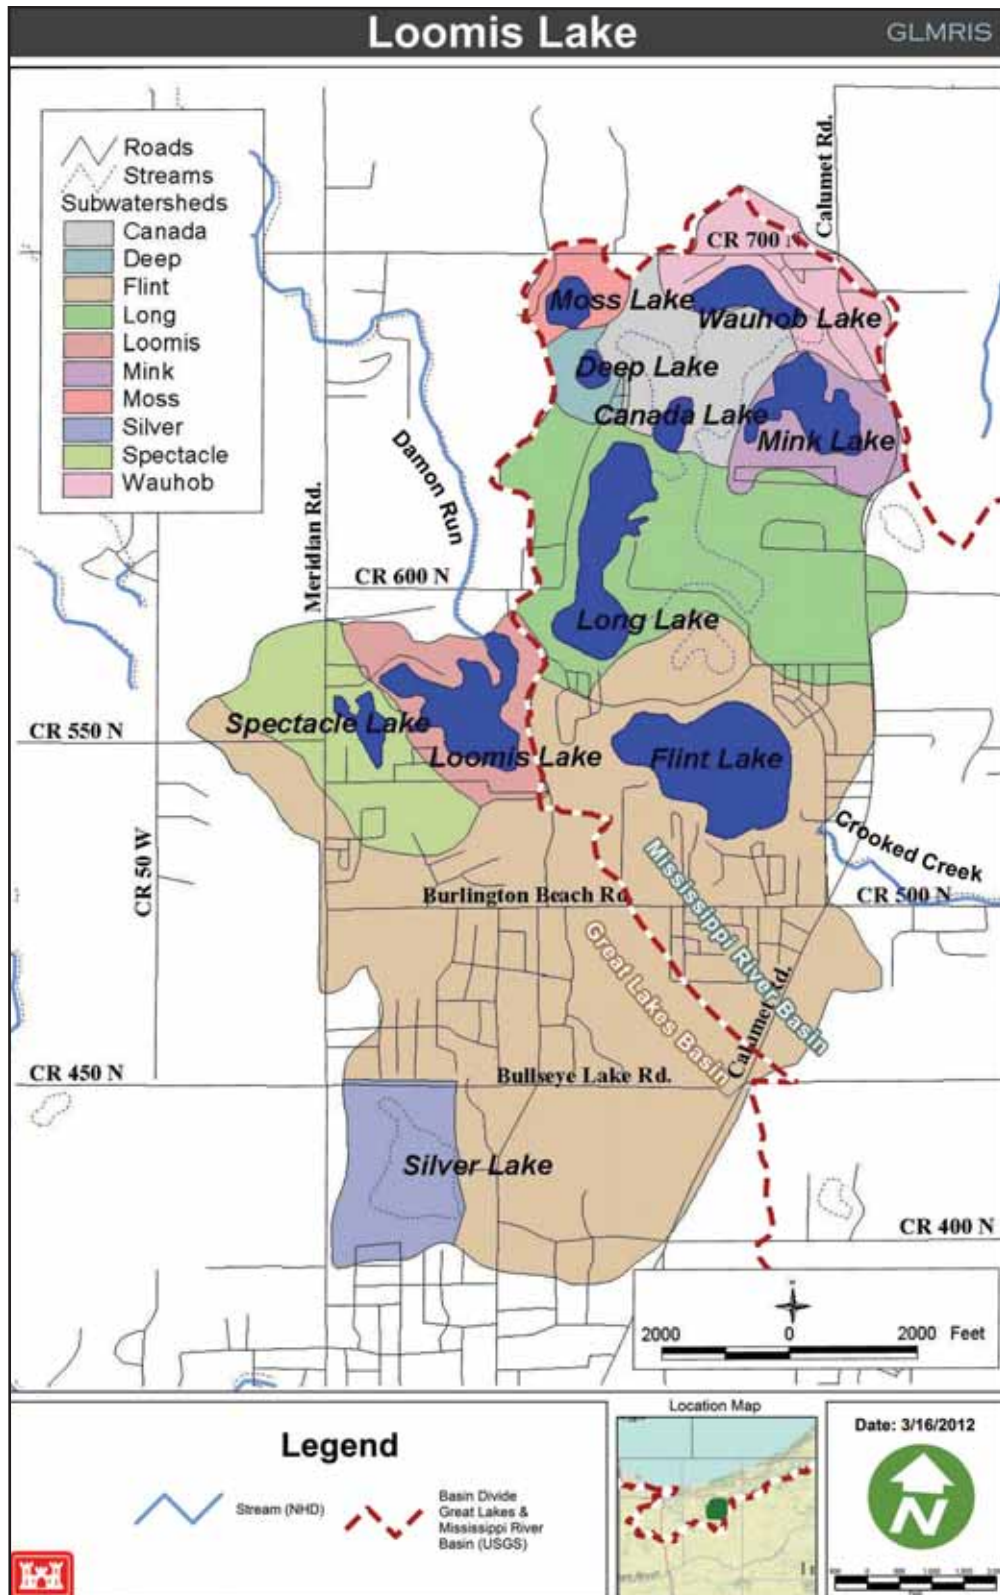 Loomis Lake
GLMRIS
Roads
Streams
Subwatersheds
Canada
Deep
Flint
Long
Loomis
Mink
Moss
Silver
Spectacle
Wauhob
Calumet Rd.
CR 700
Moss Lake
Wauhob Lake
Deep Lake
Canada Lake
Mink Lake
Damon Run
Meridian Rd.
CR 600 N
Long Lake
Spectacle Lake
CR 550 N
Loomis Lake
Flint Lake
Crooked Creek
CR 50 W
Mississippi River Basin
Burlington Beach Rd
CR 500 N
Great Lakes Basin
Calumet Rd.
CR 450 N
Bullseye Lake Rd.
Silver Lake
CR 400 N
N
2000 0 2000 Feet
Legend
Stream (NHD)
Basin Divide
Great Lakes &
Mississippi River
Basin (USGS)
Location Map
Date: 3/16/2012
N